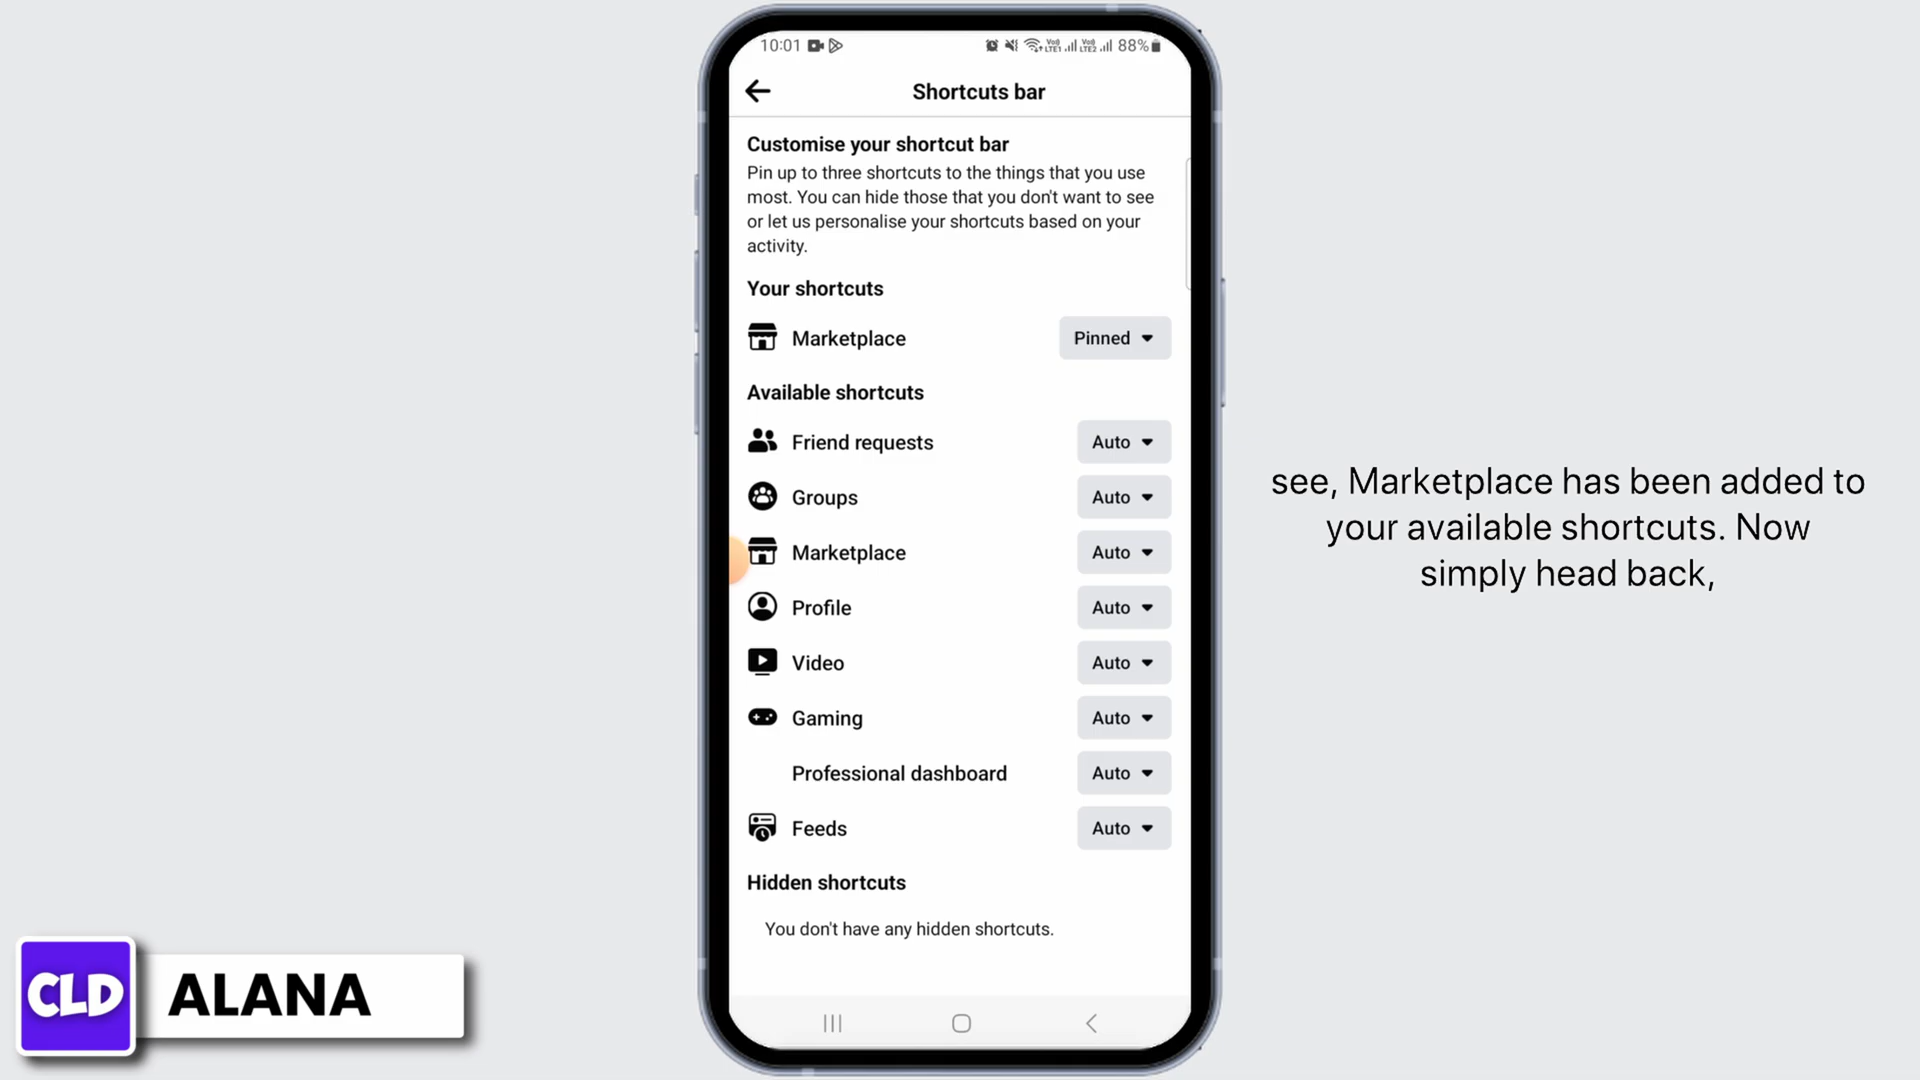 10:01
Vo)) LTE1 Vo)) LTE2 88%
Shortcuts bar
Customise your shortcut bar
Pin up to three shortcuts to the things that you use
most. You can hide those that you don't want to see
or let us personalise your shortcuts based on your
activity.
Your shortcuts
Marketplace Pinned
Available shortcuts
Friend requests Auto
Groups Auto
Marketplace Auto
Profile Auto
Video Auto
Gaming Auto
Professional dashboard Auto
Feeds Auto
Hidden shortcuts
You don't have any hidden shortcuts.
see, Marketplace has been added to
your available shortcuts. Now
simply head back,
CLD ALANA